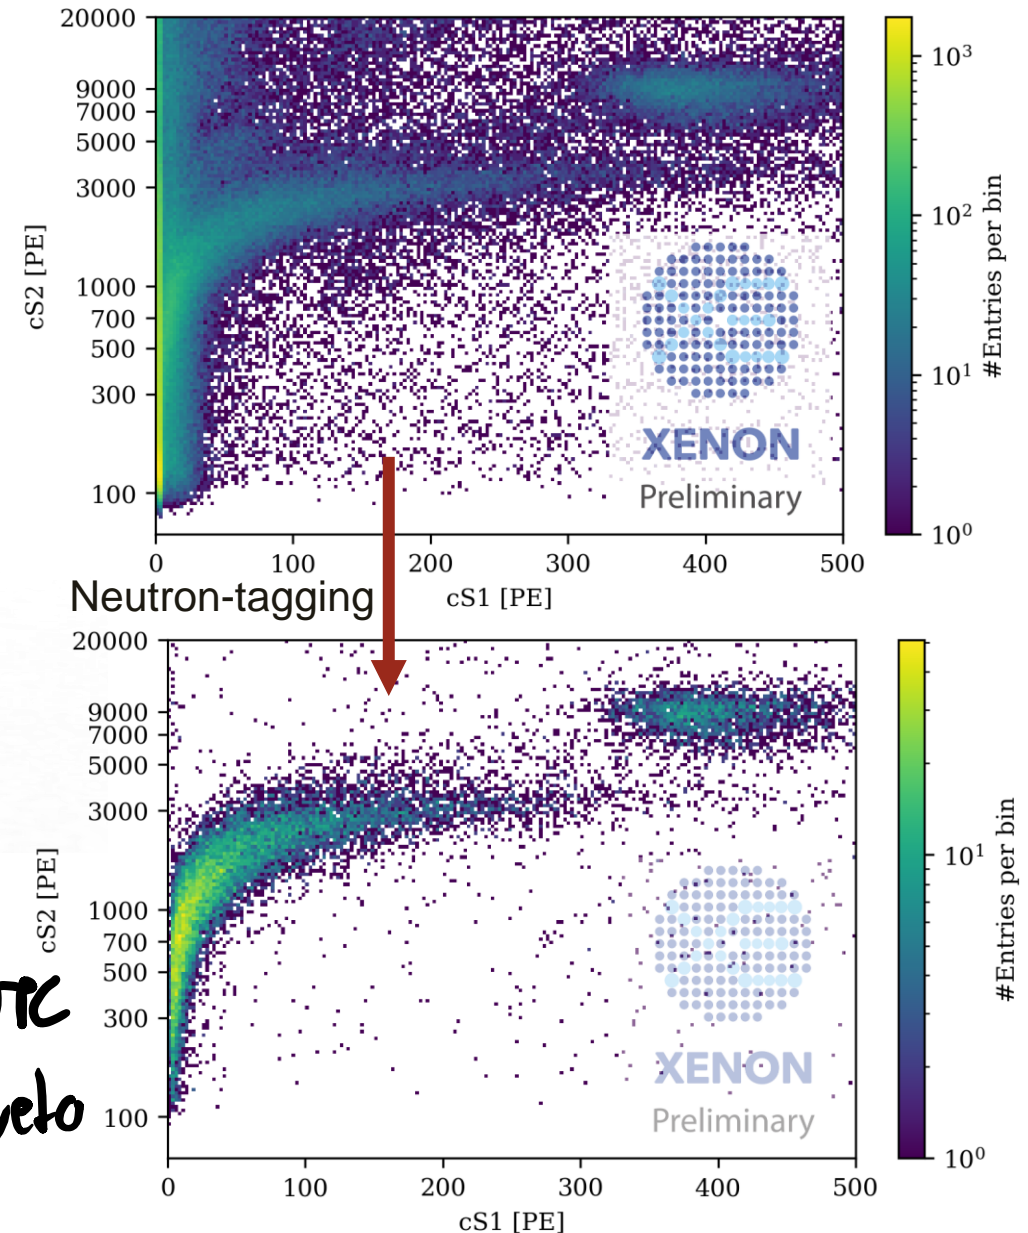 20000
9000
7000
5000
3000
1000
700
500
300
100
cS2 [PE]
0 100 200 300 400 500
cS1 [PE]
10³
10²
10¹
10⁰
#Entries per bin
XENON
Preliminary
Neutron-tagging
20000
9000
7000
5000
3000
1000
700
500
300
100
cS2 [PE]
0 100 200 300 400 500
cS1 [PE]
10¹
10⁰
#Entries per bin
XENON
Preliminary
TPC
veto